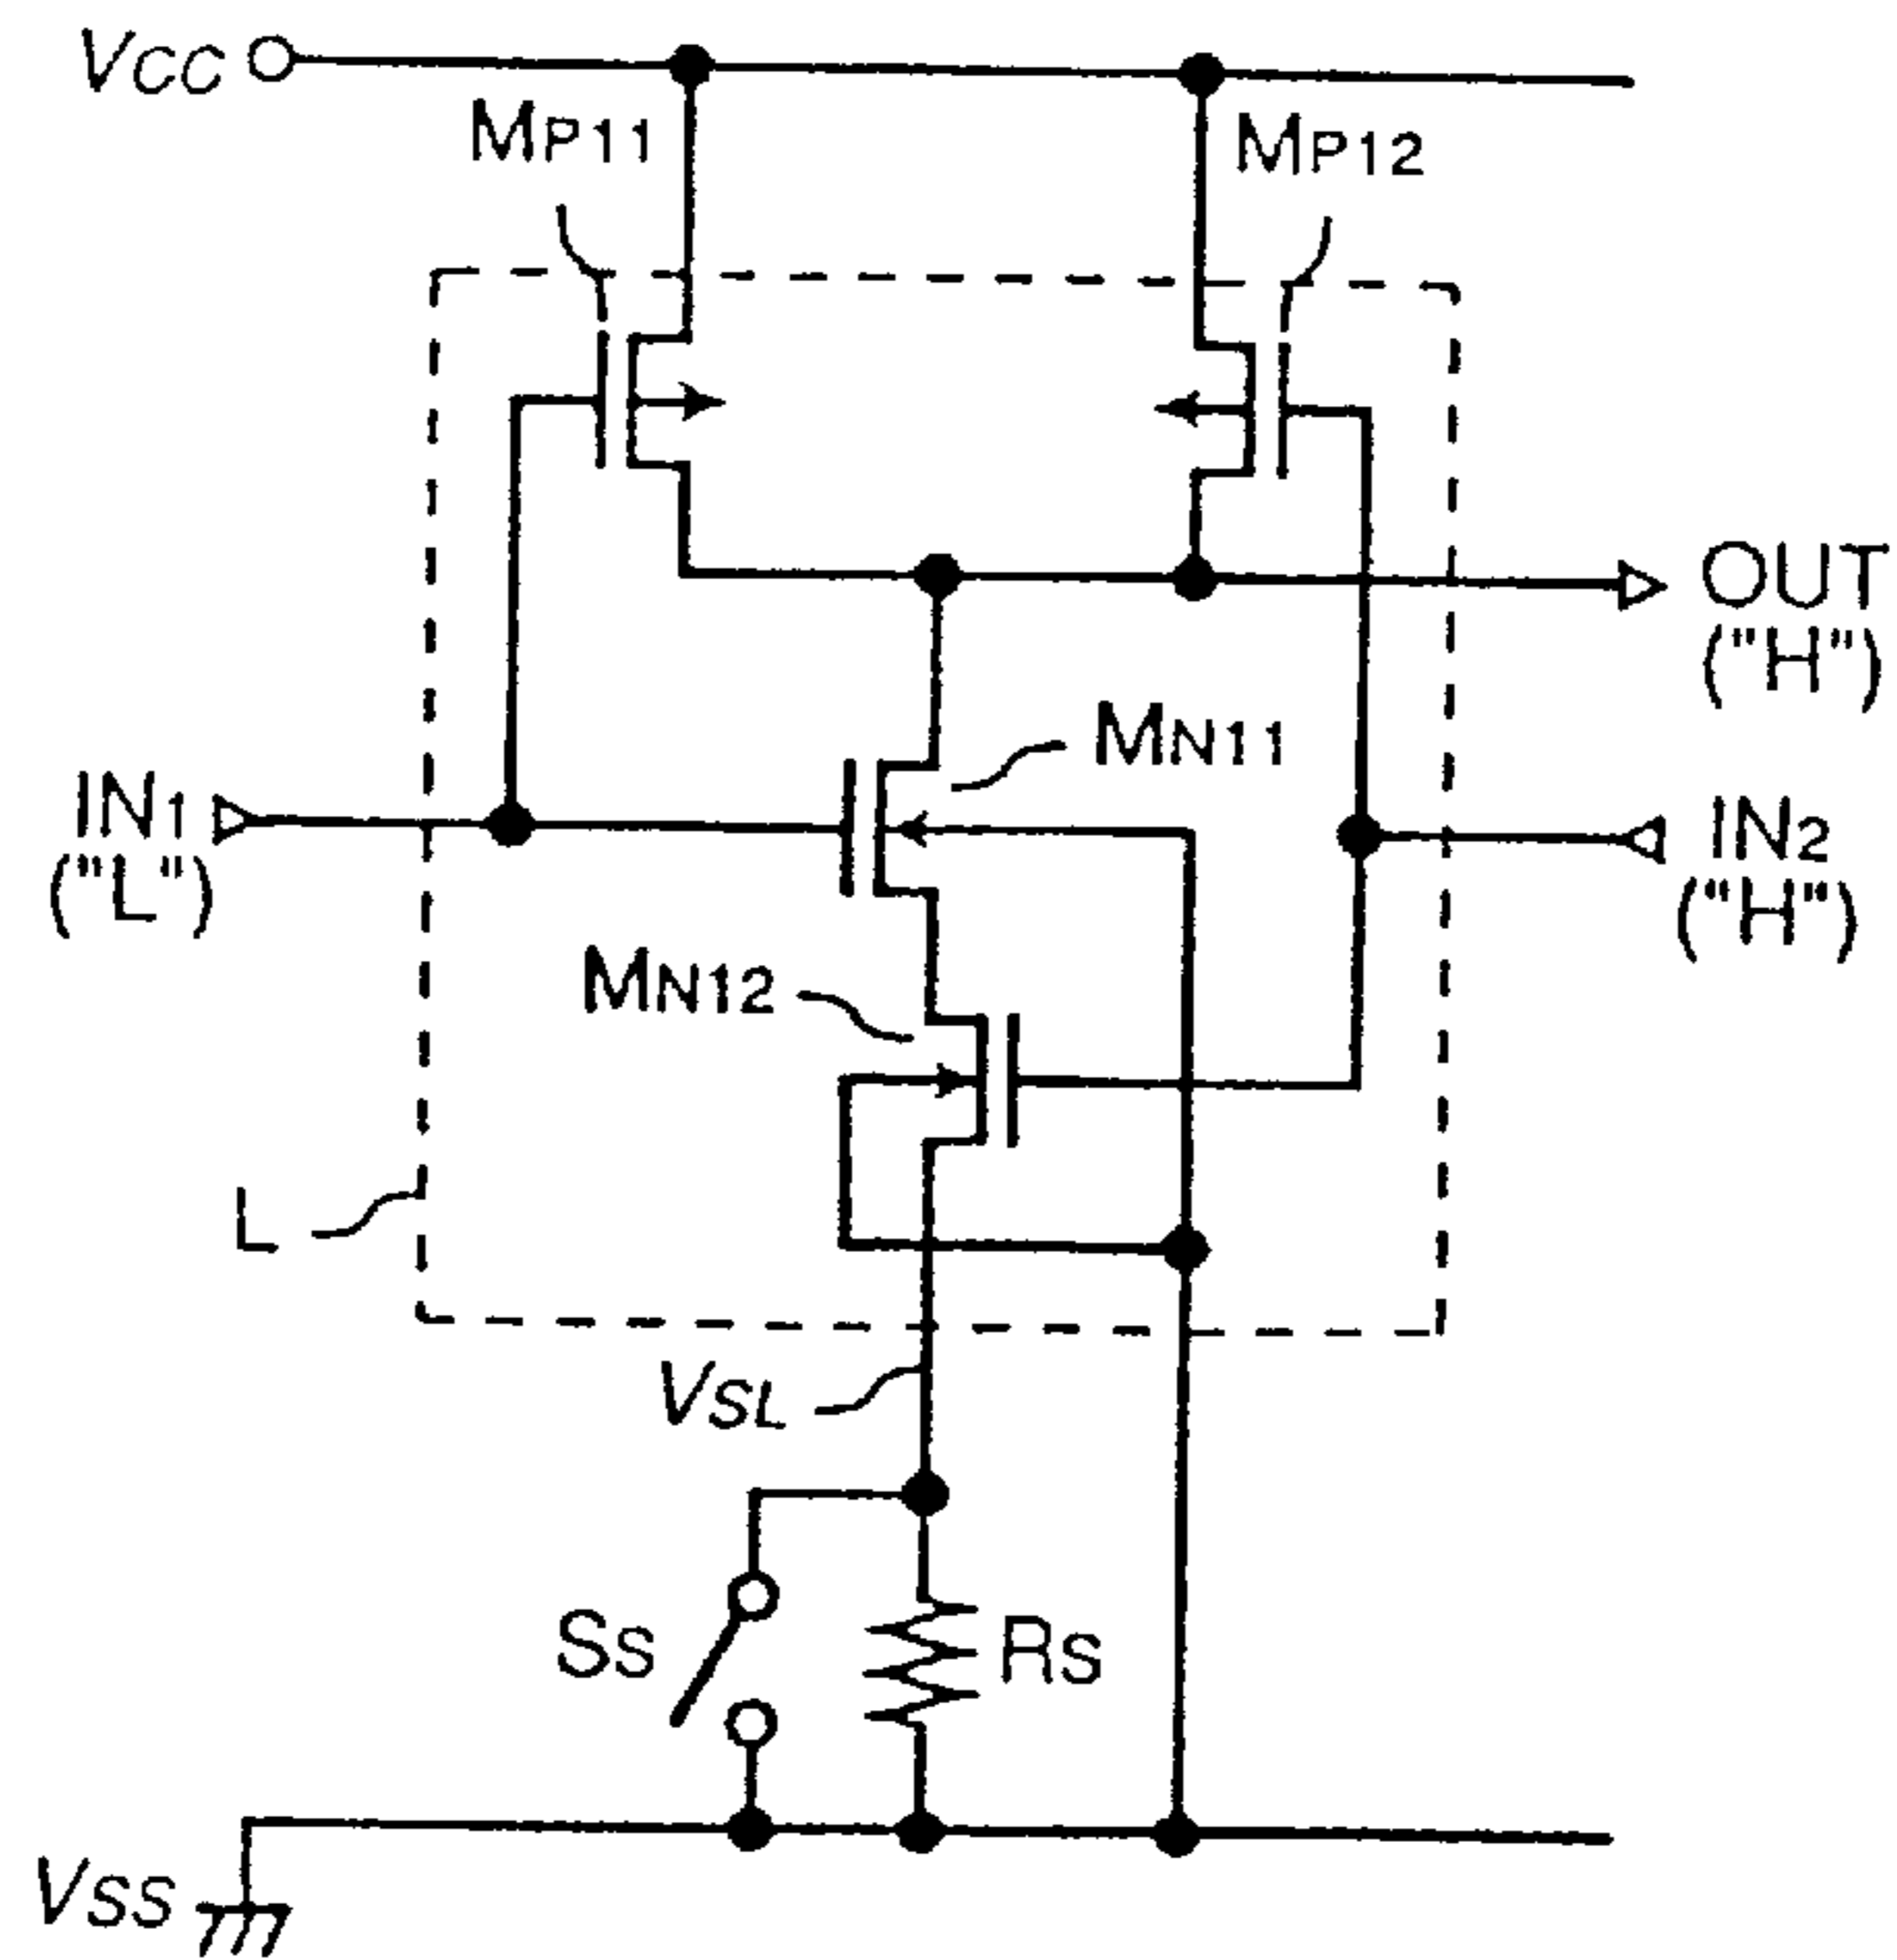 VCC
MP11
MP12
OUT
("H")
MN11
IN1
("L")
IN2
("H")
MN12
L
VSL
SS
RS
VSS